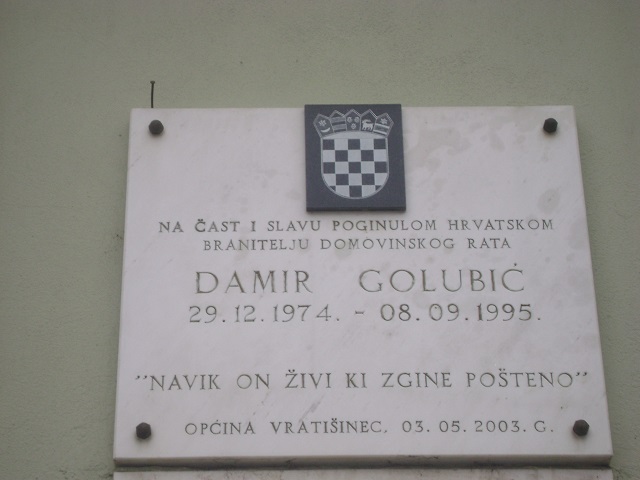 NA ČAST I SLAVU POGINULOM HRVATSKOM
BRANITELJU DOMOVINSKOG RATA
DAMIR GOLUBIĆ
29.12.1974. - 08.09.1995.
"NAVIK ON ŽIVI KI ZGINE POŠTENO"
OPĆINA VRATIŠINEC, 03.05.2003. G.